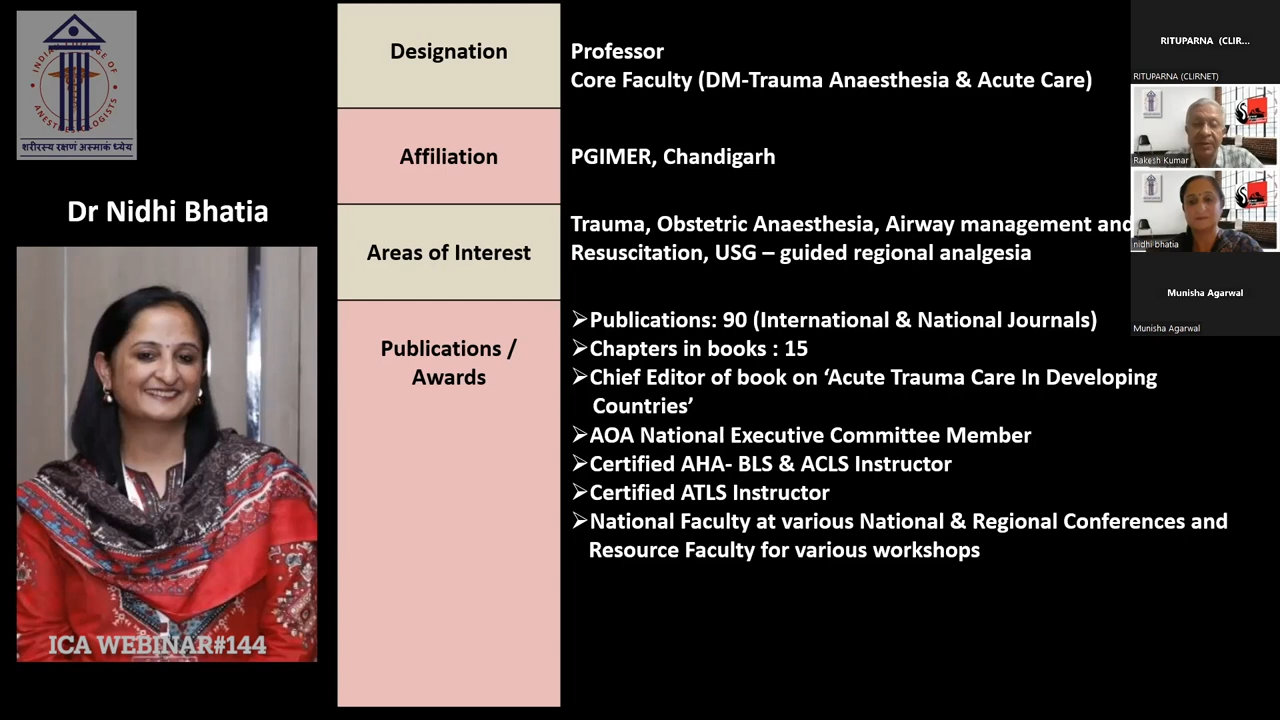 INDIAN COLLEGE OF
ANESTHESIOLOGISTS
शरीरस्य रक्षणं अस्माकं ध्येय
Dr Nidhi Bhatia
ICA WEBINAR#144
Designation
Professor
Core Faculty (DM-Trauma Anaesthesia & Acute Care)
Affiliation
PGIMER, Chandigarh
Areas of Interest
Trauma, Obstetric Anaesthesia, Airway management and
Resuscitation, USG – guided regional analgesia
Publications /
Awards
➢Publications: 90 (International & National Journals)
➢Chapters in books : 15
➢Chief Editor of book on ‘Acute Trauma Care In Developing
Countries’
➢AOA National Executive Committee Member
➢Certified AHA- BLS & ACLS Instructor
➢Certified ATLS Instructor
➢National Faculty at various National & Regional Conferences and
Resource Faculty for various workshops
RITUPARNA (CLIR...
RITUPARNA (CLIRNET)
Rakesh Kumar
nidhi bhatia
Munisha Agarwal
Munisha Agarwal